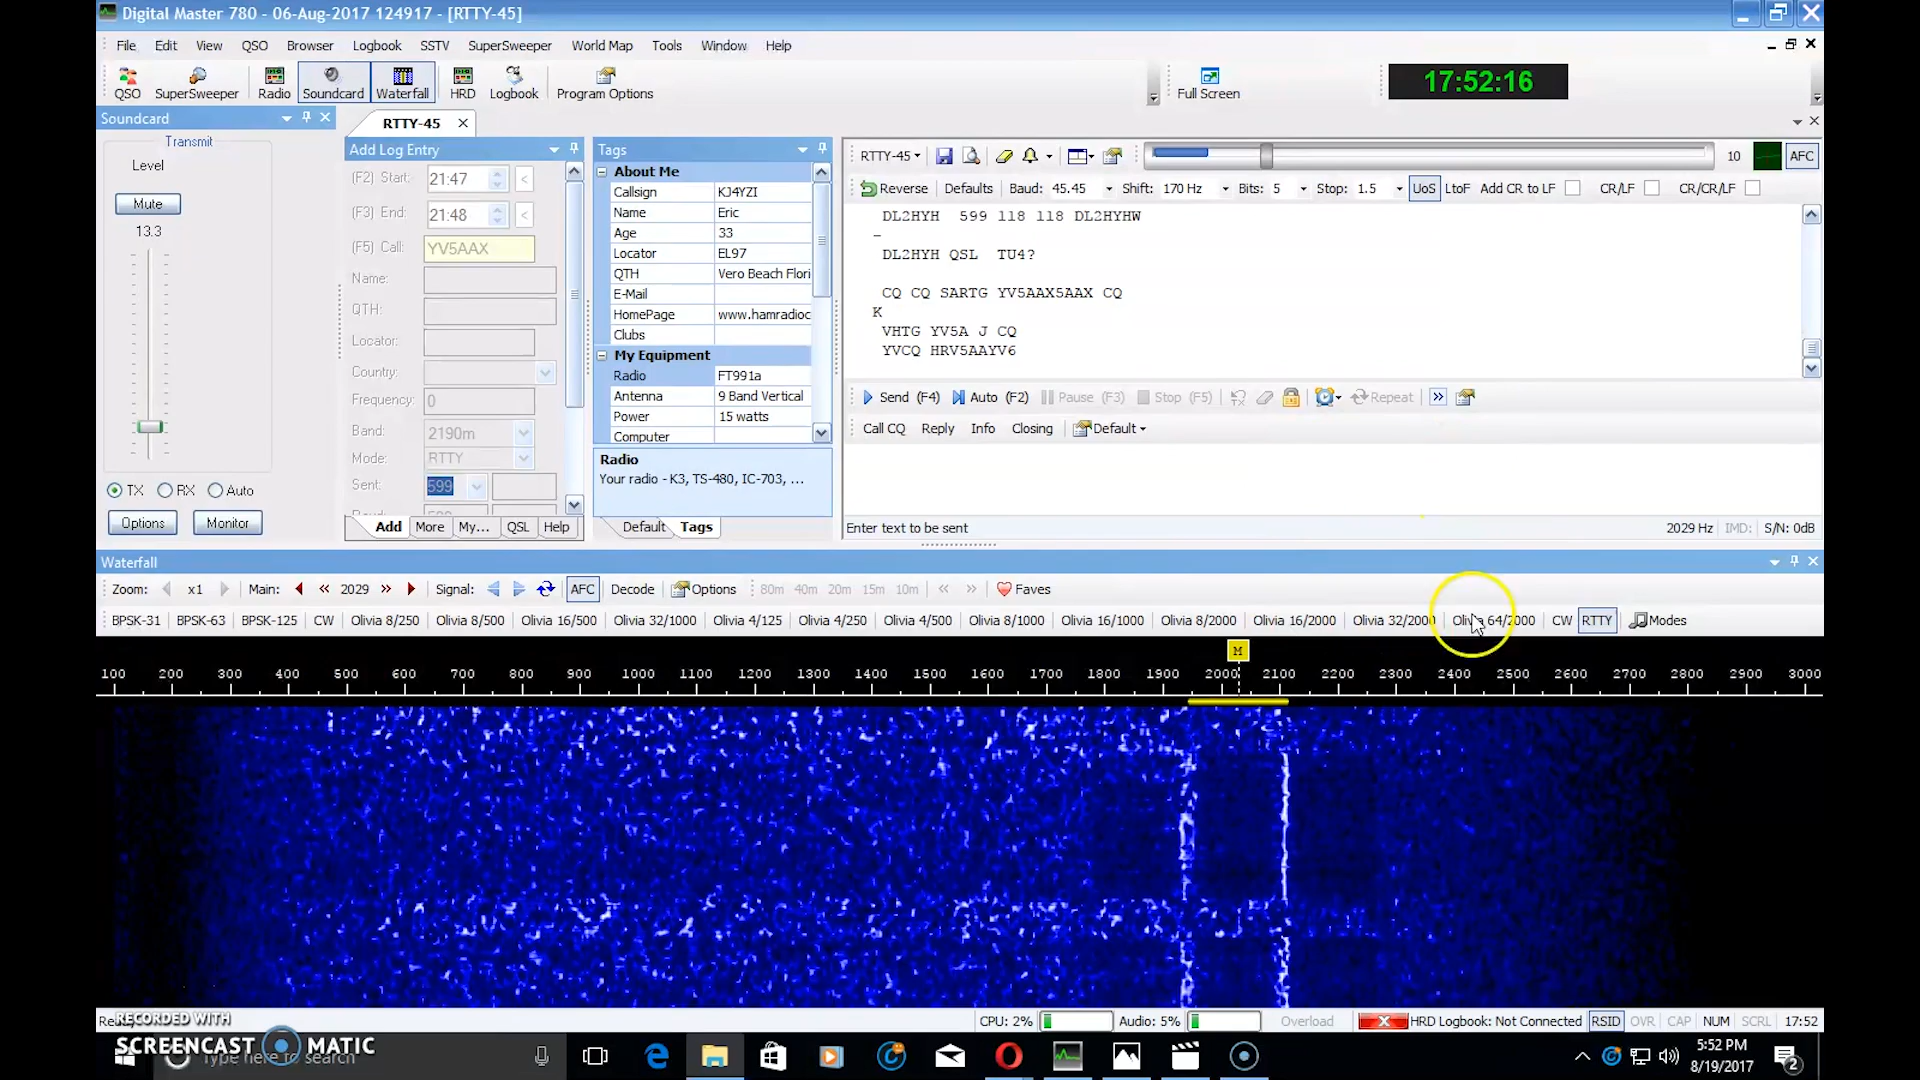 Digital Master 780 - 06-Aug-2017 124917 - [RTTY-45]
File Edit View QSO Browser Logbook SSTV SuperSweeper World Map Tools Window Help
QSO SuperSweeper Radio Soundcard Waterfall HRD Logbook Program Options Full Screen 17:52:16
Soundcard
Transmit
Level
Mute
13.3
TX RX Auto
Options Monitor
RTTY-45
Add Log Entry
(F2) Start: 21:47 <
(F3) End: 21:48 <
(F5) Call: YV5AAX
Name:
QTH:
Locator:
Country:
Frequency: 0
Band: 2190m
Mode: RTTY
Sent: 599
Add More My... QSL Help
Tags
About Me
Callsign KJ4YZI
Name Eric
Age 33
Locator EL97
QTH Vero Beach Flori
E-Mail
HomePage www.hamradioc
Clubs
My Equipment
Radio FT991a
Antenna 9 Band Vertical
Power 15 watts
Computer
Radio
Your radio - K3, TS-480, IC-703, ...
Default Tags
RTTY-45 10 AFC
Reverse Defaults Baud: 45.45 Shift: 170 Hz Bits: 5 Stop: 1.5 UoS LtoF Add CR to LF CR/LF CR/CR/LF
DL2HYH 599 118 118 DL2HYHW
–
DL2HYH QSL TU4?
CQ CQ SARTG YV5AAX5AAX CQ
K
VHTG YV5A J CQ
YVCQ HRV5AAYV6
Send (F4) Auto (F2) Pause (F3) Stop (F5) Repeat
Call CQ Reply Info Closing Default
Enter text to be sent 2029 Hz IMD: S/N: 0dB
Waterfall
Zoom: x1 Main: 2029 Signal: AFC Decode Options 80m 40m 20m 15m 10m Faves
BPSK-31 BPSK-63 BPSK-125 CW Olivia 8/250 Olivia 8/500 Olivia 16/500 Olivia 32/1000 Olivia 4/125 Olivia 4/250 Olivia 4/500 Olivia 8/1000 Olivia 16/1000 Olivia 8/2000 Olivia 16/2000 Olivia 32/2000 Olivia 64/2000 CW RTTY Modes
M
100 200 300 400 500 600 700 800 900 1000 1100 1200 1300 1400 1500 1600 1700 1800 1900 2000 2100 2200 2300 2400 2500 2600 2700 2800 2900 3000
CPU: 2% Audio: 5% Overload HRD Logbook: Not Connected RSID OVR CAP NUM SCRL 17:52
RECORDED WITH
SCREENCAST MATIC
Type here to search
5:52 PM
8/19/2017
2